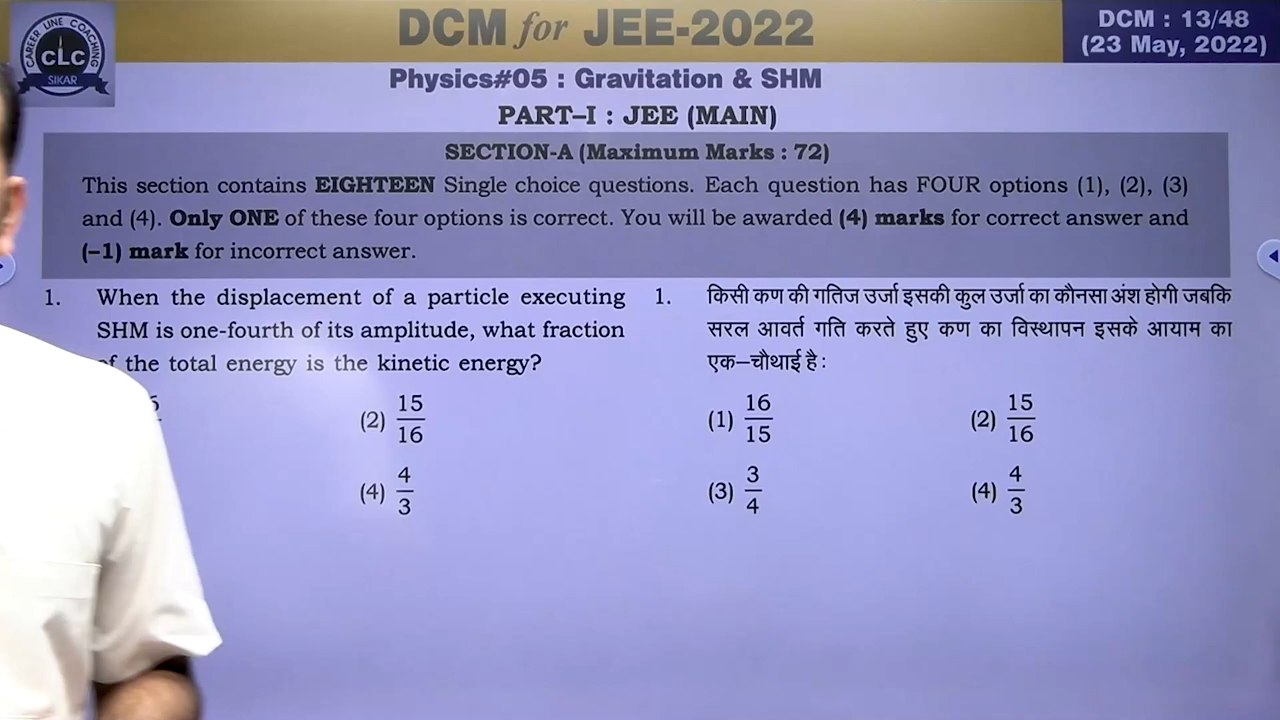 DCM for JEE-2022
DCM : 13/48
(23 May, 2022)
CAREER LINE COACHING
CLC
SIKAR
Physics#05 : Gravitation & SHM
PART–I : JEE (MAIN)
SECTION-A (Maximum Marks : 72)
This section contains EIGHTEEN Single choice questions. Each question has FOUR options (1), (2), (3)
and (4). Only ONE of these four options is correct. You will be awarded (4) marks for correct answer and
(–1) mark for incorrect answer.
1. When the displacement of a particle executing
SHM is one-fourth of its amplitude, what fraction
the total energy is the kinetic energy?
(2) 15/16
(4) 4/3
1. किसी कण की गतिज उर्जा इसकी कुल उर्जा का कौनसा अंश होगी जबकि
सरल आवर्त गति करते हुए कण का विस्थापन इसके आयाम का
एक–चौथाई है :
(1) 16/15 (2) 15/16
(3) 3/4 (4) 4/3